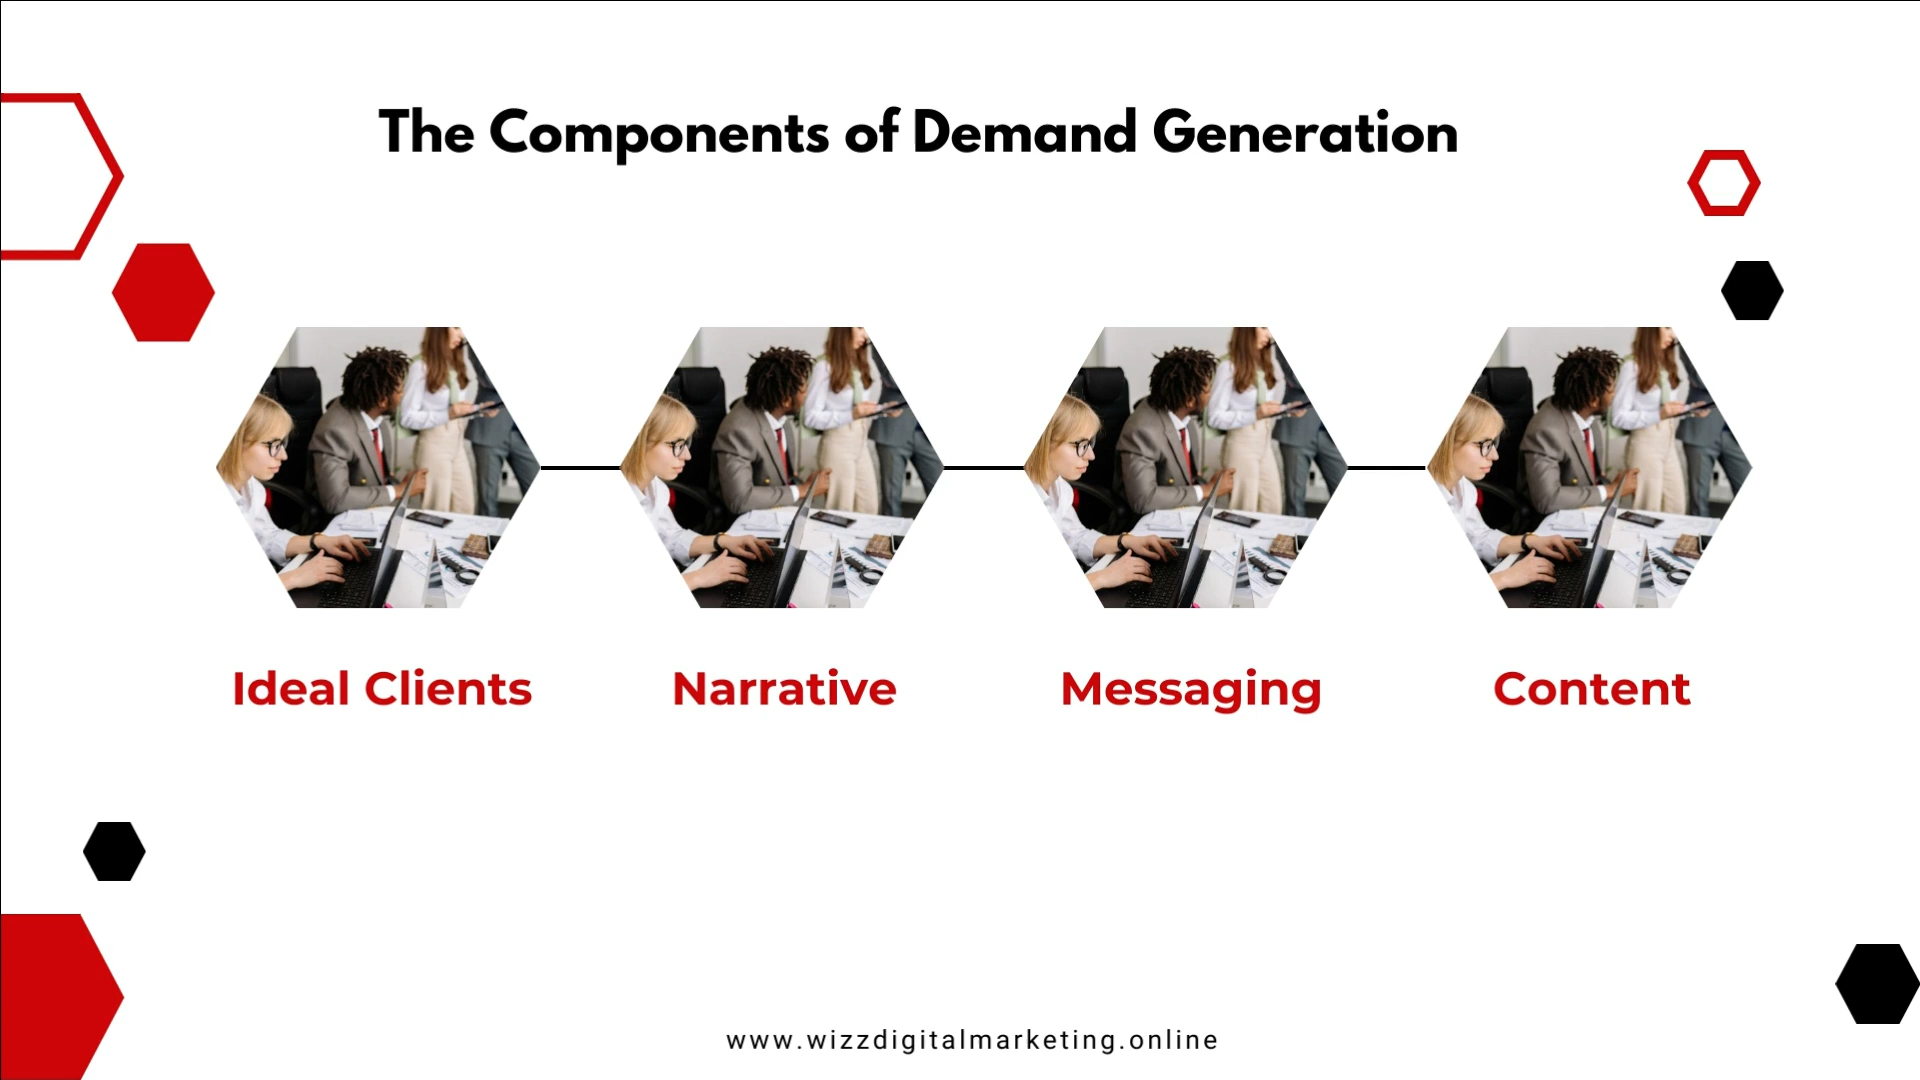 The Components of Demand Generation
Ideal Clients
Narrative
Messaging
Content
www.wizzdigitalmarketing.online